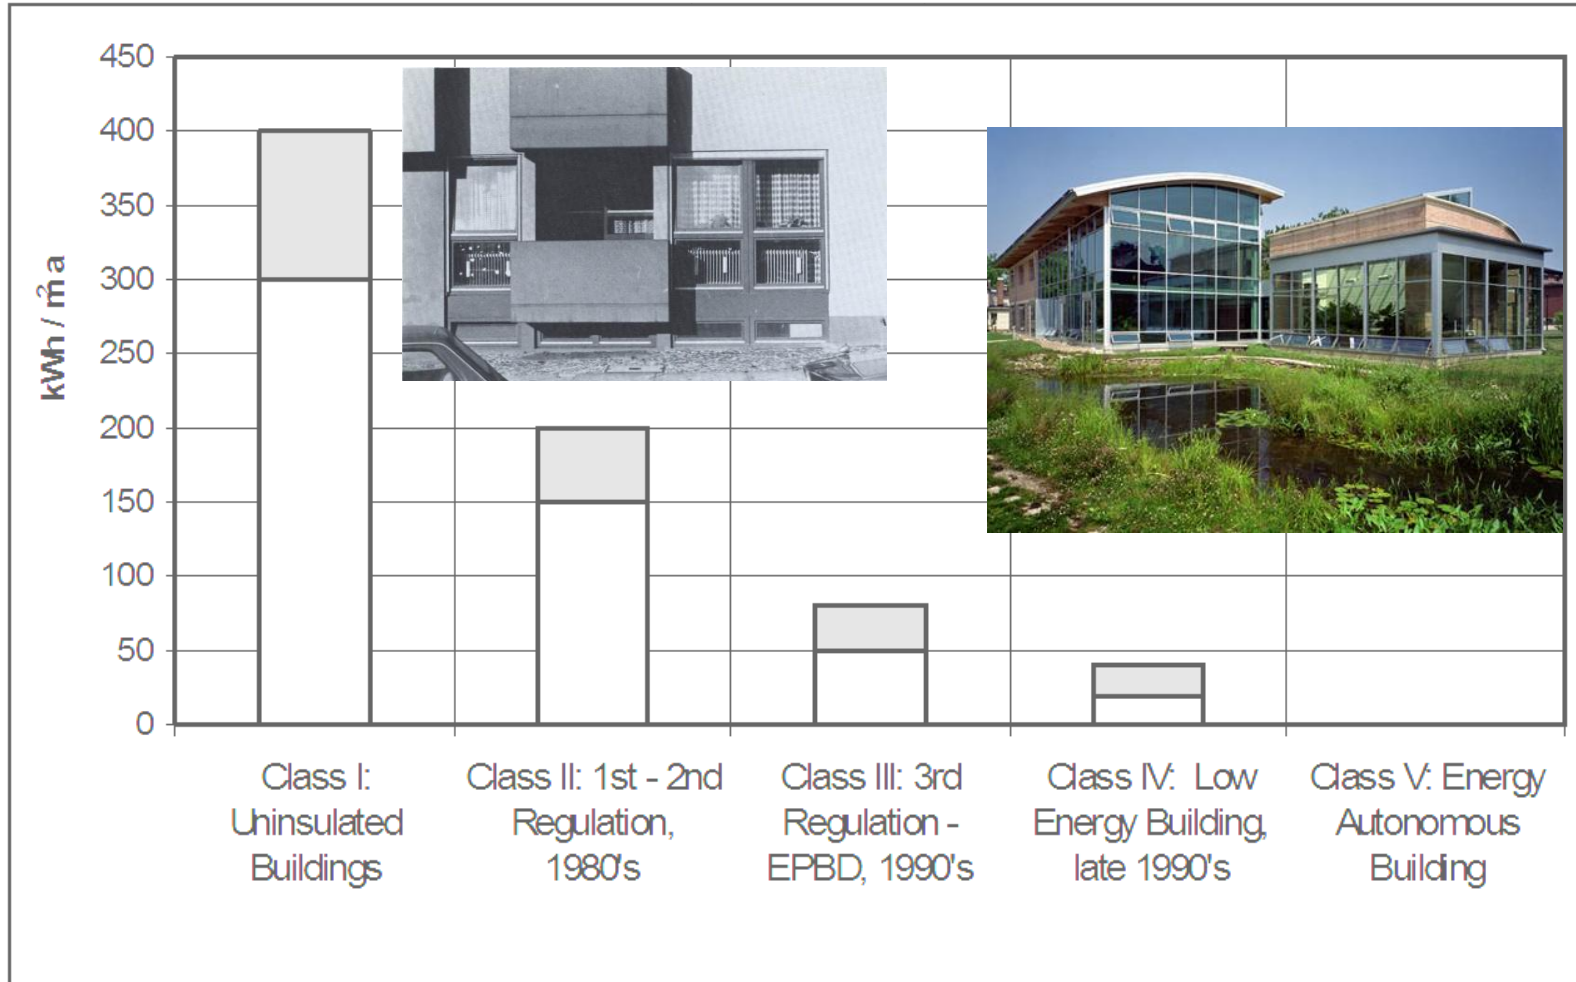 450
400
350
300
250
200
150
100
50
0
kWh / m²a
Class I:
Uninsulated
Buildings
Class II: 1st - 2nd
Regulation,
1980's
Class III: 3rd
Regulation -
EPBD, 1990's
Class IV:  Low
Energy Building,
late 1990's
Class V: Energy
Autonomous
Building